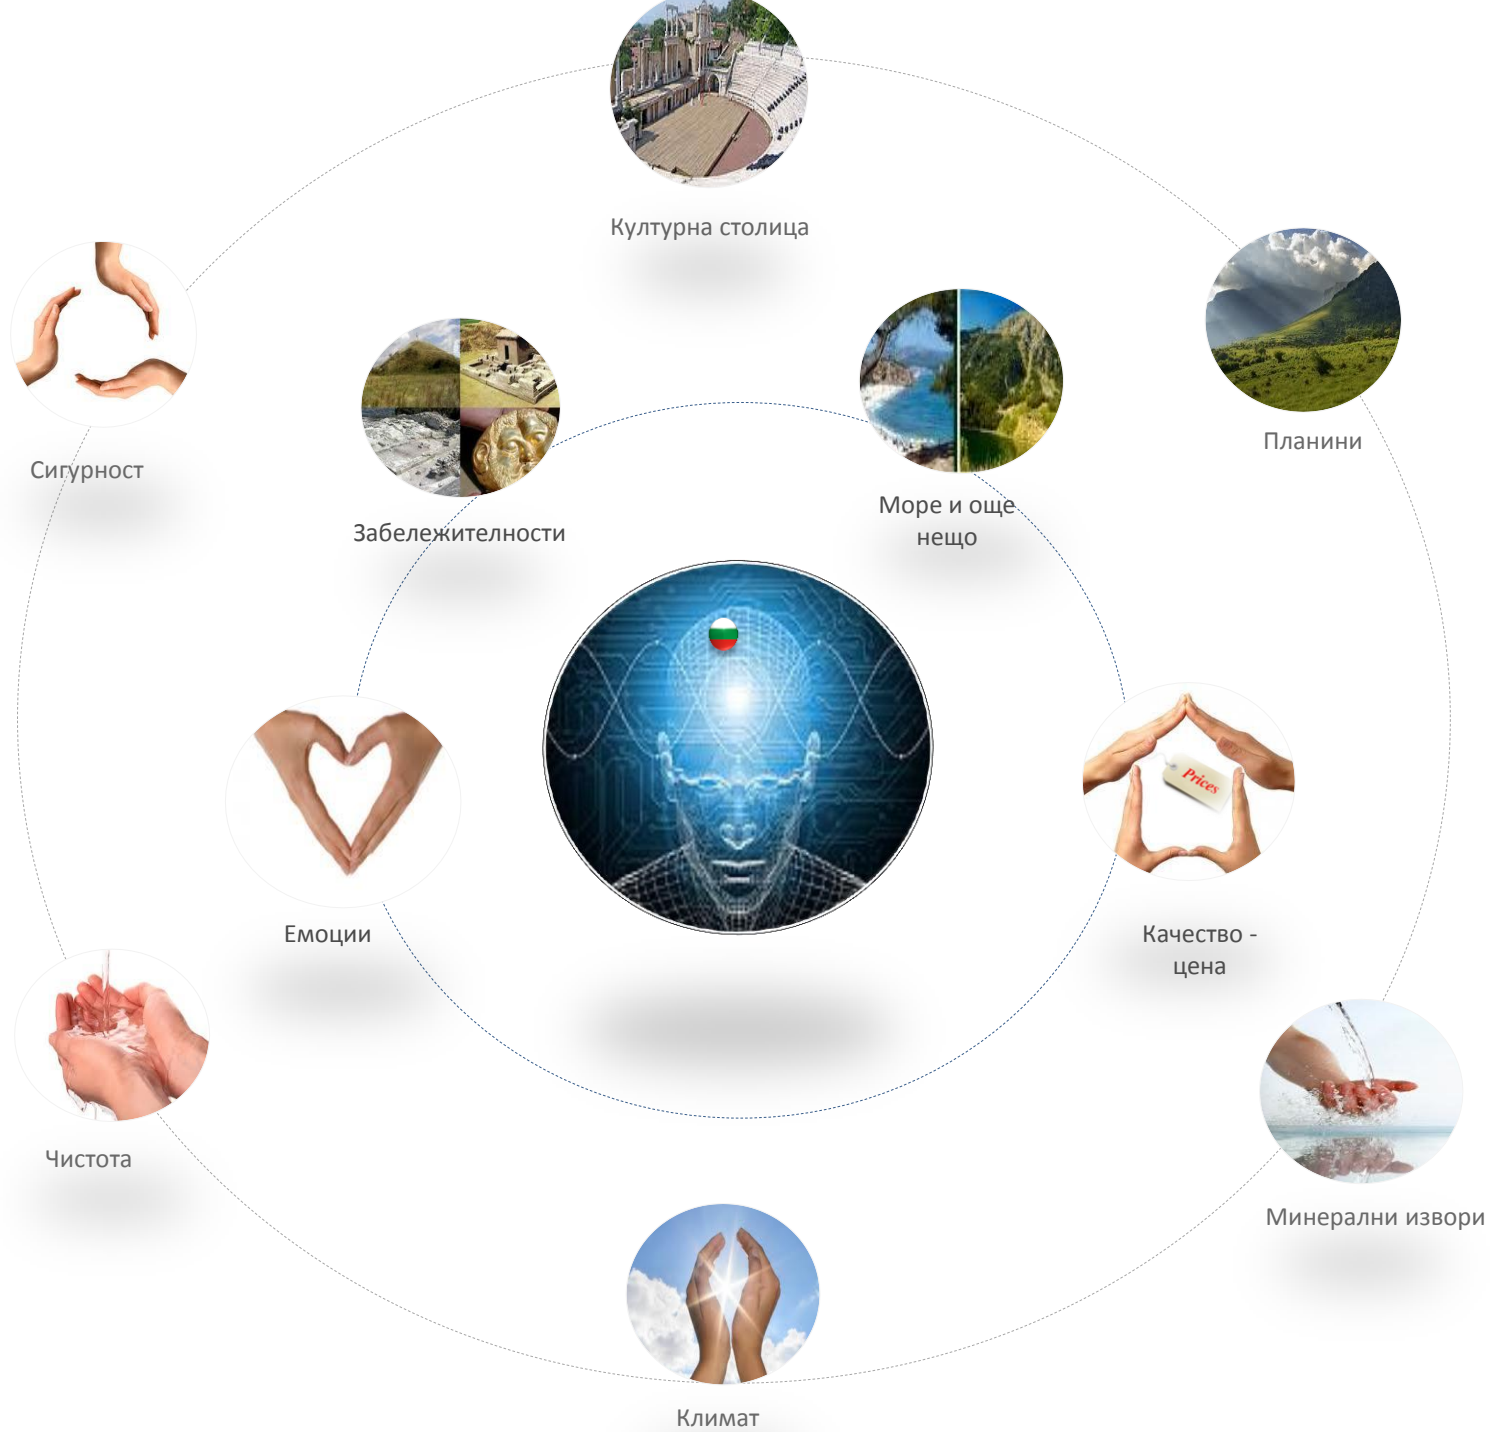 Културна столица
Сигурност
Планини
Забележителности
Море и още
нещо
Prices
Емоции
Качество -
цена
Чистота
Минерални извори
Климат